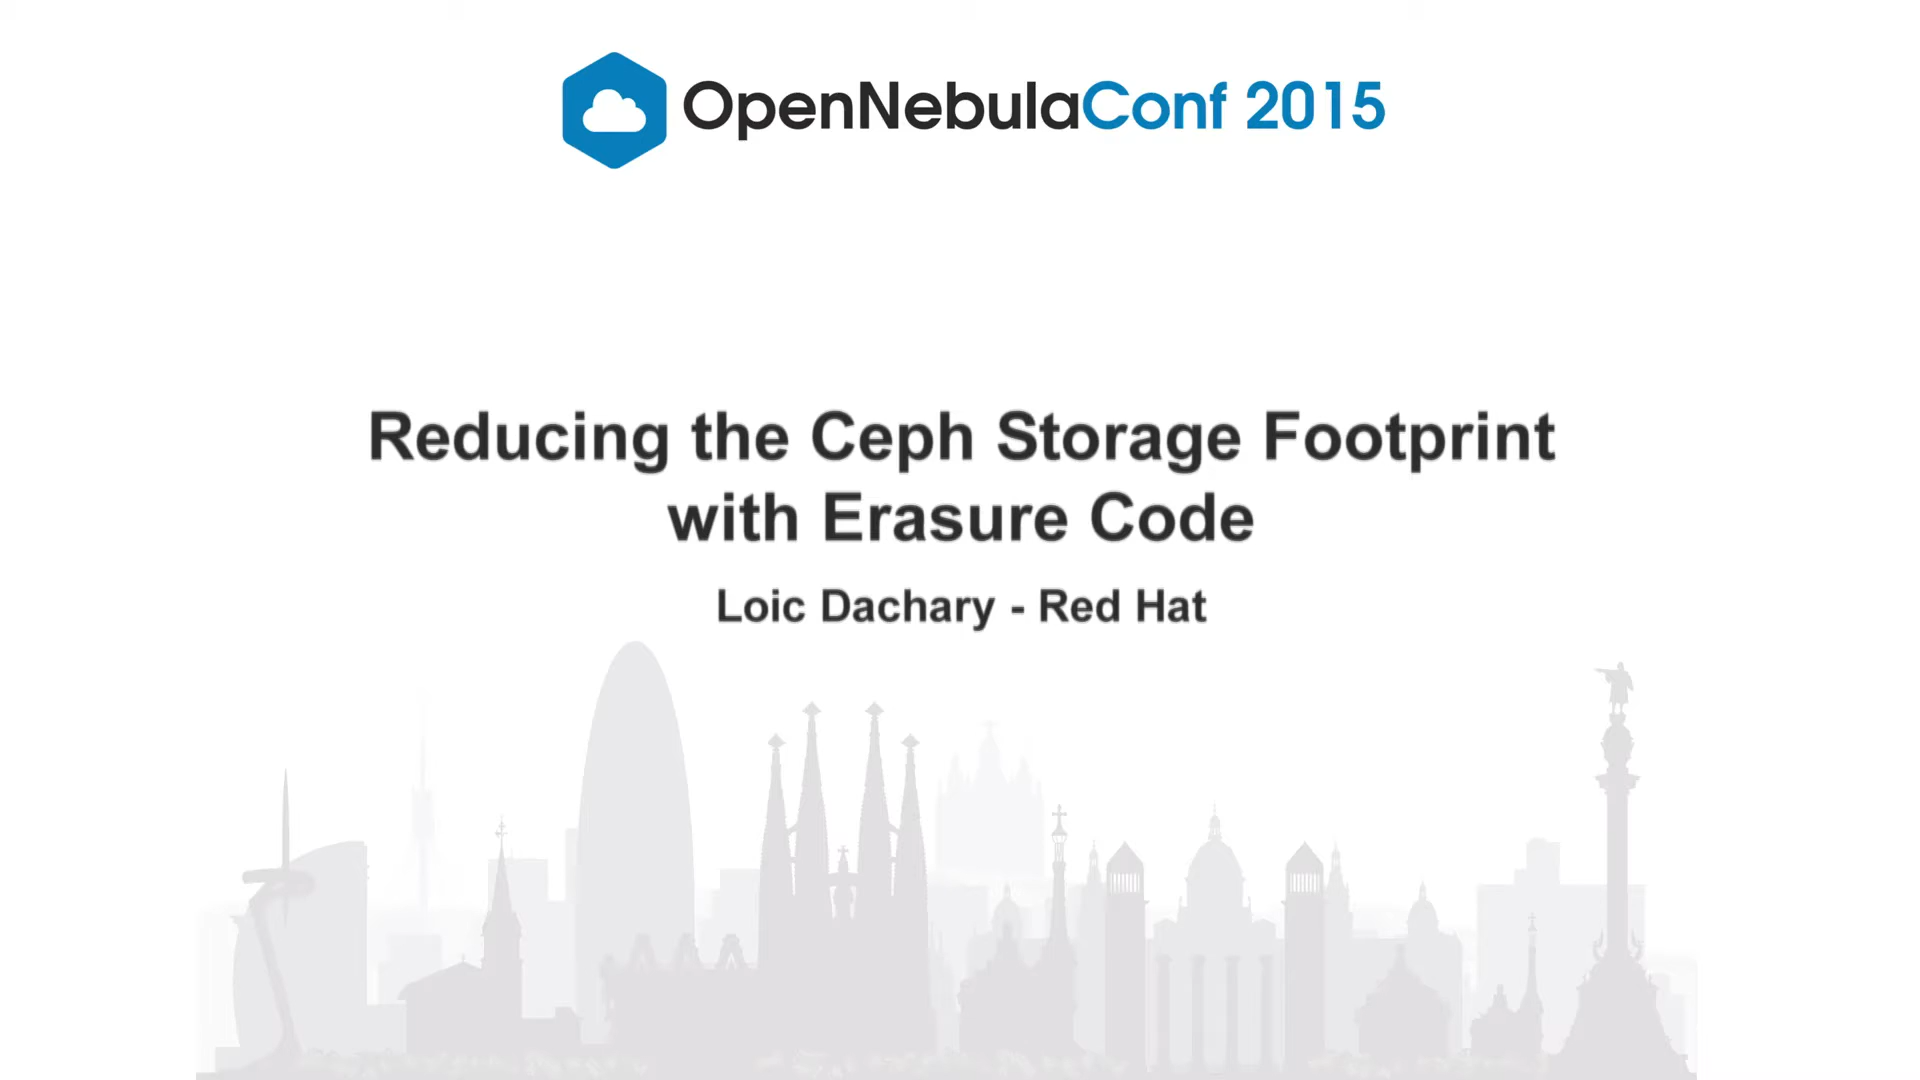 OpenNebulaConf 2015
Reducing the Ceph Storage Footprint
with Erasure Code
Loic Dachary - Red Hat